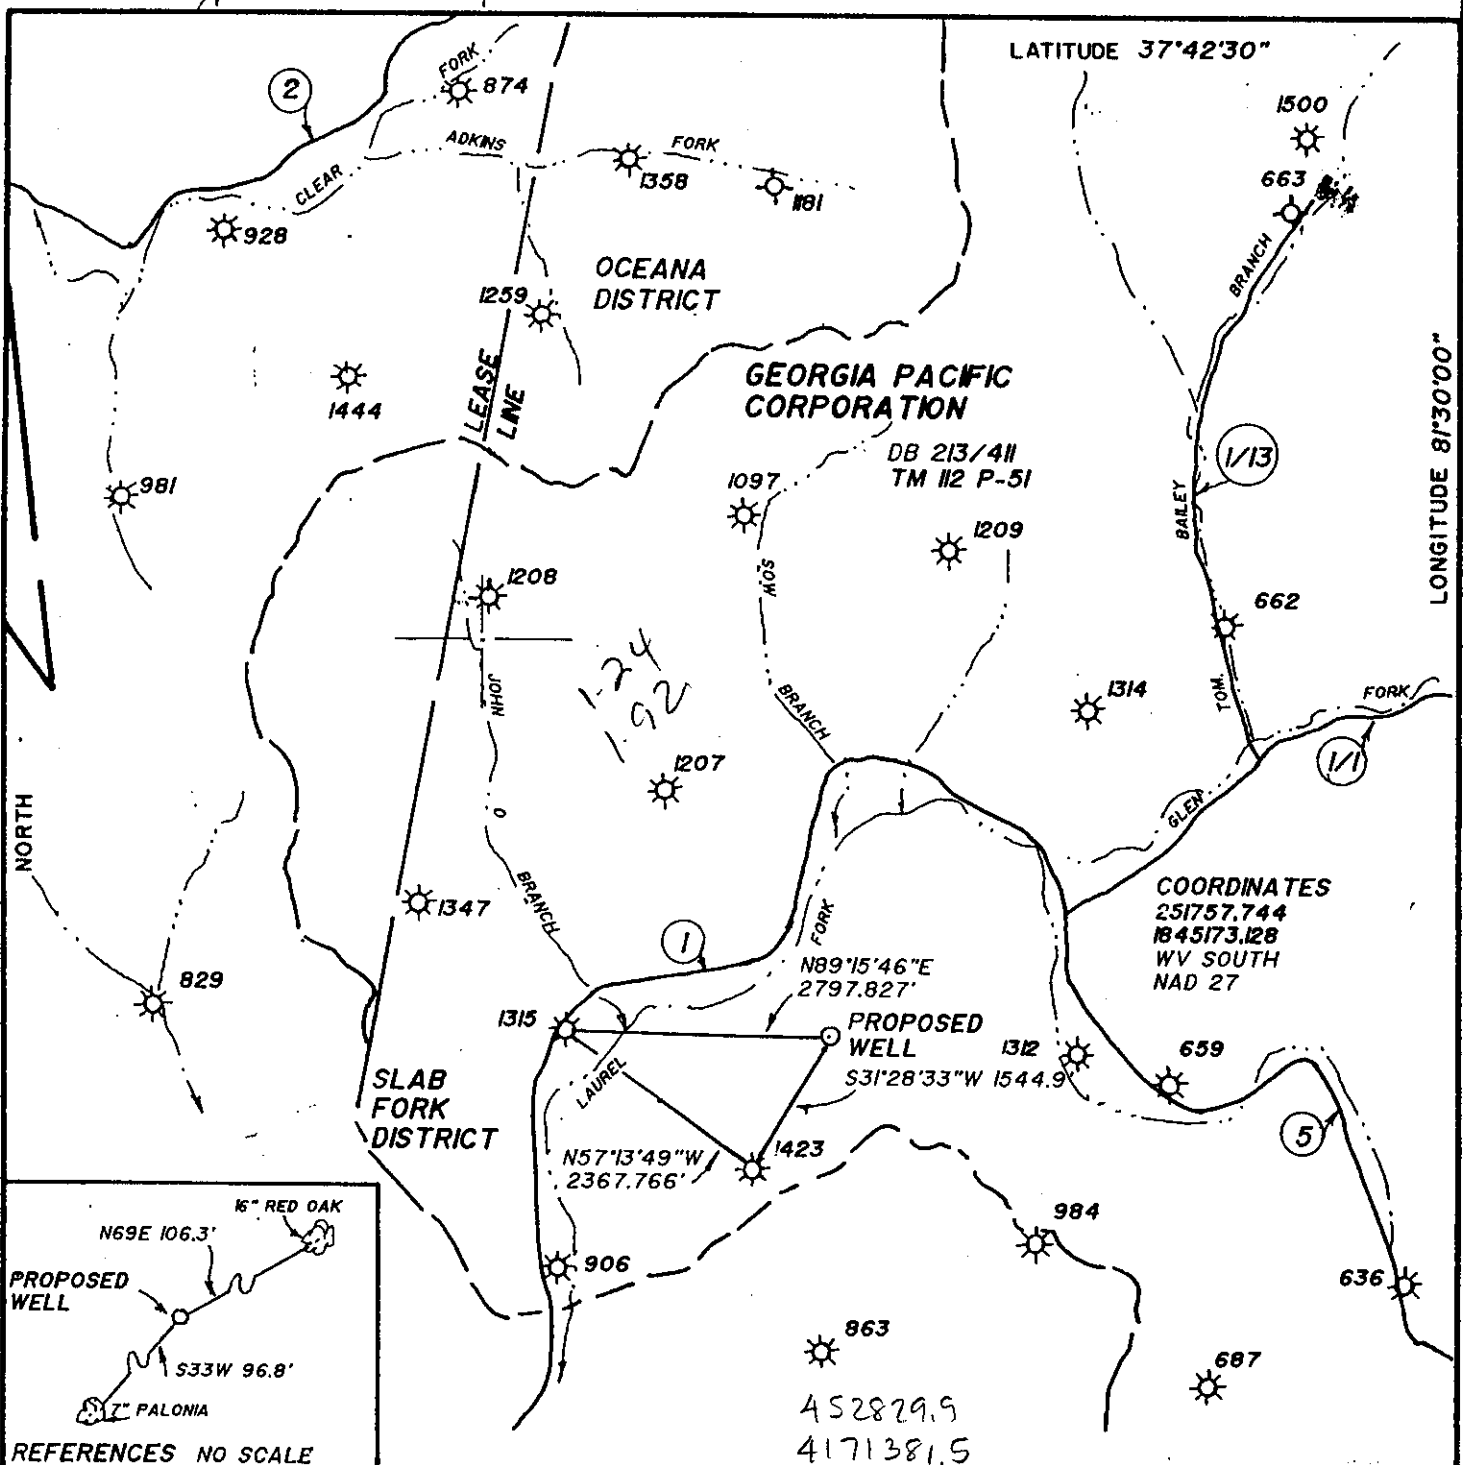 LATITUDE 37°42'30"
FORK
874
2
1500
ADKINS
FORK
1358
1181
663
CLEAR
928
BRANCH
OCEANA
DISTRICT
1259
LONGITUDE 81°30'00"
LEASE
LINE
GEORGIA PACIFIC
CORPORATION
1444
DB 213/411
TM 112 P-51
1/13
981
1097
BAILEY
1209
MOS
1208
662
1-24
1-92
JOHN
BRANCH
1314
TOM.
FORK
1/1
1207
GLEN
NORTH
O
BRANCH
1347
FORK
1
COORDINATES
251757.744
1845173.128
WV SOUTH
NAD 27
829
N89°15'46"E
2797.827'
1315
PROPOSED
WELL
1312
659
S31°28'33"W 1544.9'
LAUREL
SLAB
FORK
DISTRICT
5
N57°13'49"W
2367.766'
1423
16" RED OAK
N69E 106.3'
984
906
636
PROPOSED
WELL
863
687
S33W 96.8'
7" PALONIA
452829.9
4171381.5
REFERENCES NO SCALE